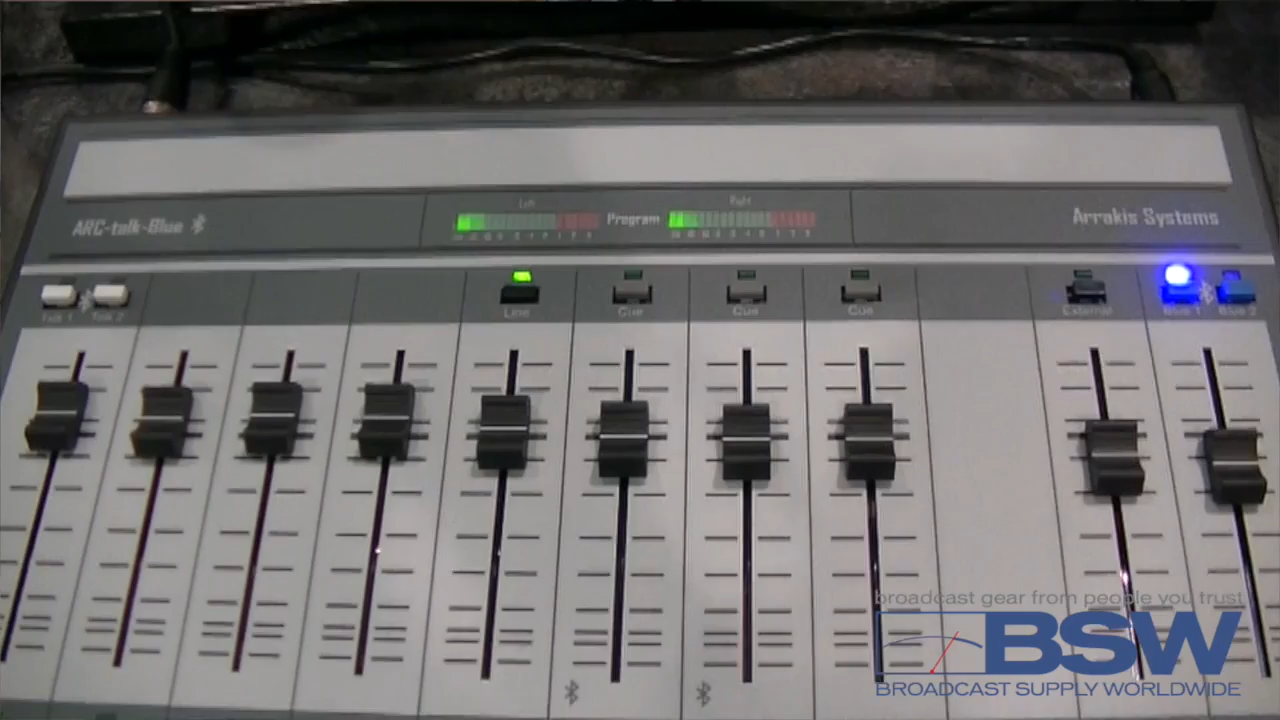 Left
Right
Program
ARC-talk-Blue
Arrakis Systems
Talk 1
Talk 2
Line
Cue
Cue
Cue
External
Blue 1
Blue 2
broadcast gear from people you trust
BSW
BROADCAST SUPPLY WORLDWIDE